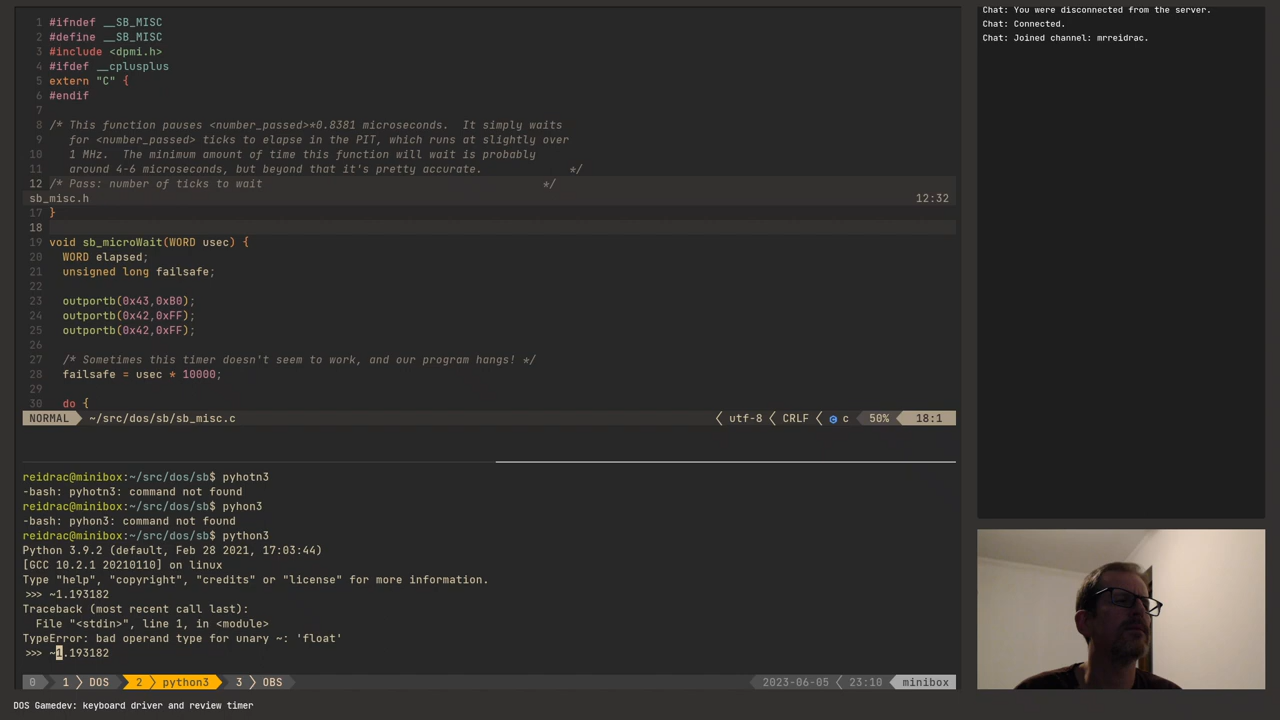 1 #ifndef __SB_MISC
2 #define __SB_MISC
3 #include <dpmi.h>
4 #ifdef __cplusplus
5 extern "C" {
6 #endif
7
8 /* This function pauses <number_passed>*0.8381 microseconds.  It simply waits
9    for <number_passed> ticks to elapse in the PIT, which runs at slightly over
10    1 MHz.  The minimum amount of time this function will wait is probably
11    around 4-6 microseconds, but beyond that it's pretty accurate.             */
12 /* Pass: number of ticks to wait                                          */
sb_misc.h 12:32
17 }
18
19 void sb_microWait(WORD usec) {
20   WORD elapsed;
21   unsigned long failsafe;
22
23   outportb(0x43,0xB0);
24   outportb(0x42,0xFF);
25   outportb(0x42,0xFF);
26
27   /* Sometimes this timer doesn't seem to work, and our program hangs! */
28   failsafe = usec * 10000;
29
30   do {
NORMAL ~/src/dos/sb/sb_misc.c utf-8 CRLF c 50% 18:1
reidrac@minibox:~/src/dos/sb$ pyhotn3
-bash: pyhotn3: command not found
reidrac@minibox:~/src/dos/sb$ pyhon3
-bash: pyhon3: command not found
reidrac@minibox:~/src/dos/sb$ python3
Python 3.9.2 (default, Feb 28 2021, 17:03:44)
[GCC 10.2.1 20210110] on linux
Type "help", "copyright", "credits" or "license" for more information.
>>> ~1.193182
Traceback (most recent call last):
  File "<stdin>", line 1, in <module>
TypeError: bad operand type for unary ~: 'float'
>>> ~1.193182
0 1 DOS 2 python3 3 OBS 2023-06-05 23:10 minibox
Chat: You were disconnected from the server.
Chat: Connected.
Chat: Joined channel: mrreidrac.
DOS Gamedev: keyboard driver and review timer